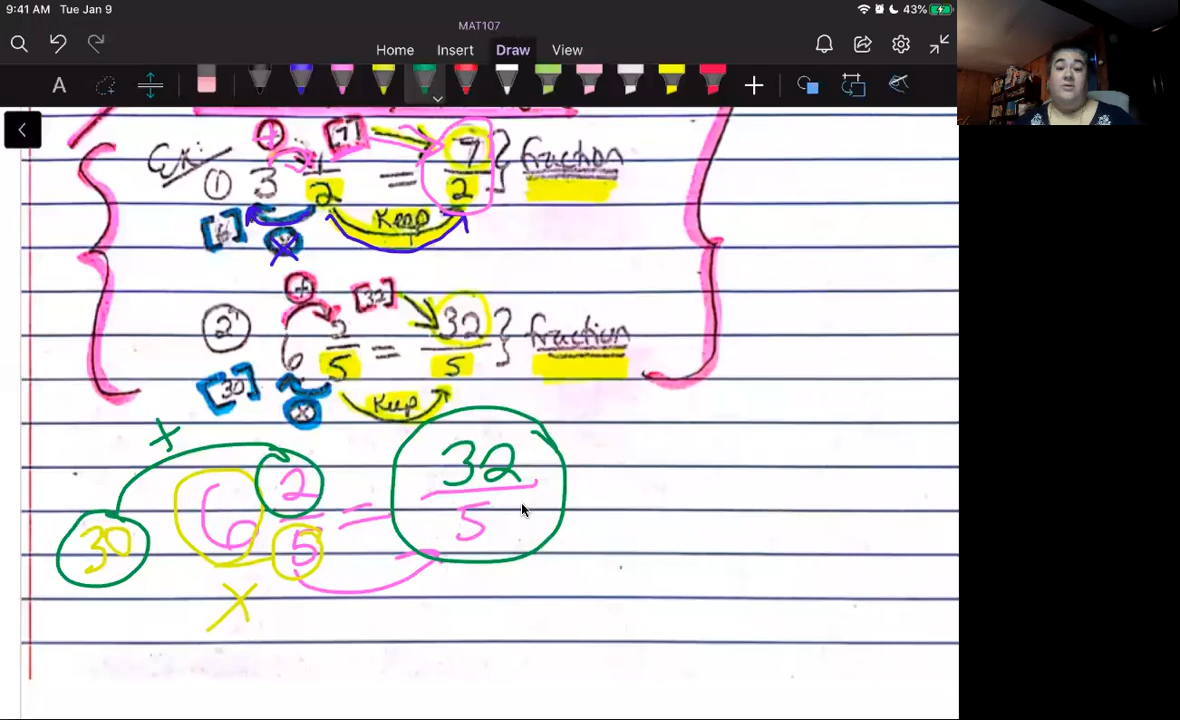 9:41 AM Tue Jan 9
43%
MAT107
Home Insert Draw View
A
Ex:
+ [7]
① 3 1/2 = 7/2 } fraction
[6] Keep
x
+ [32]
② 6 2/5 = 32/5 } fraction
[30] Keep
x
+
30 6 2/5 = 32/5
x